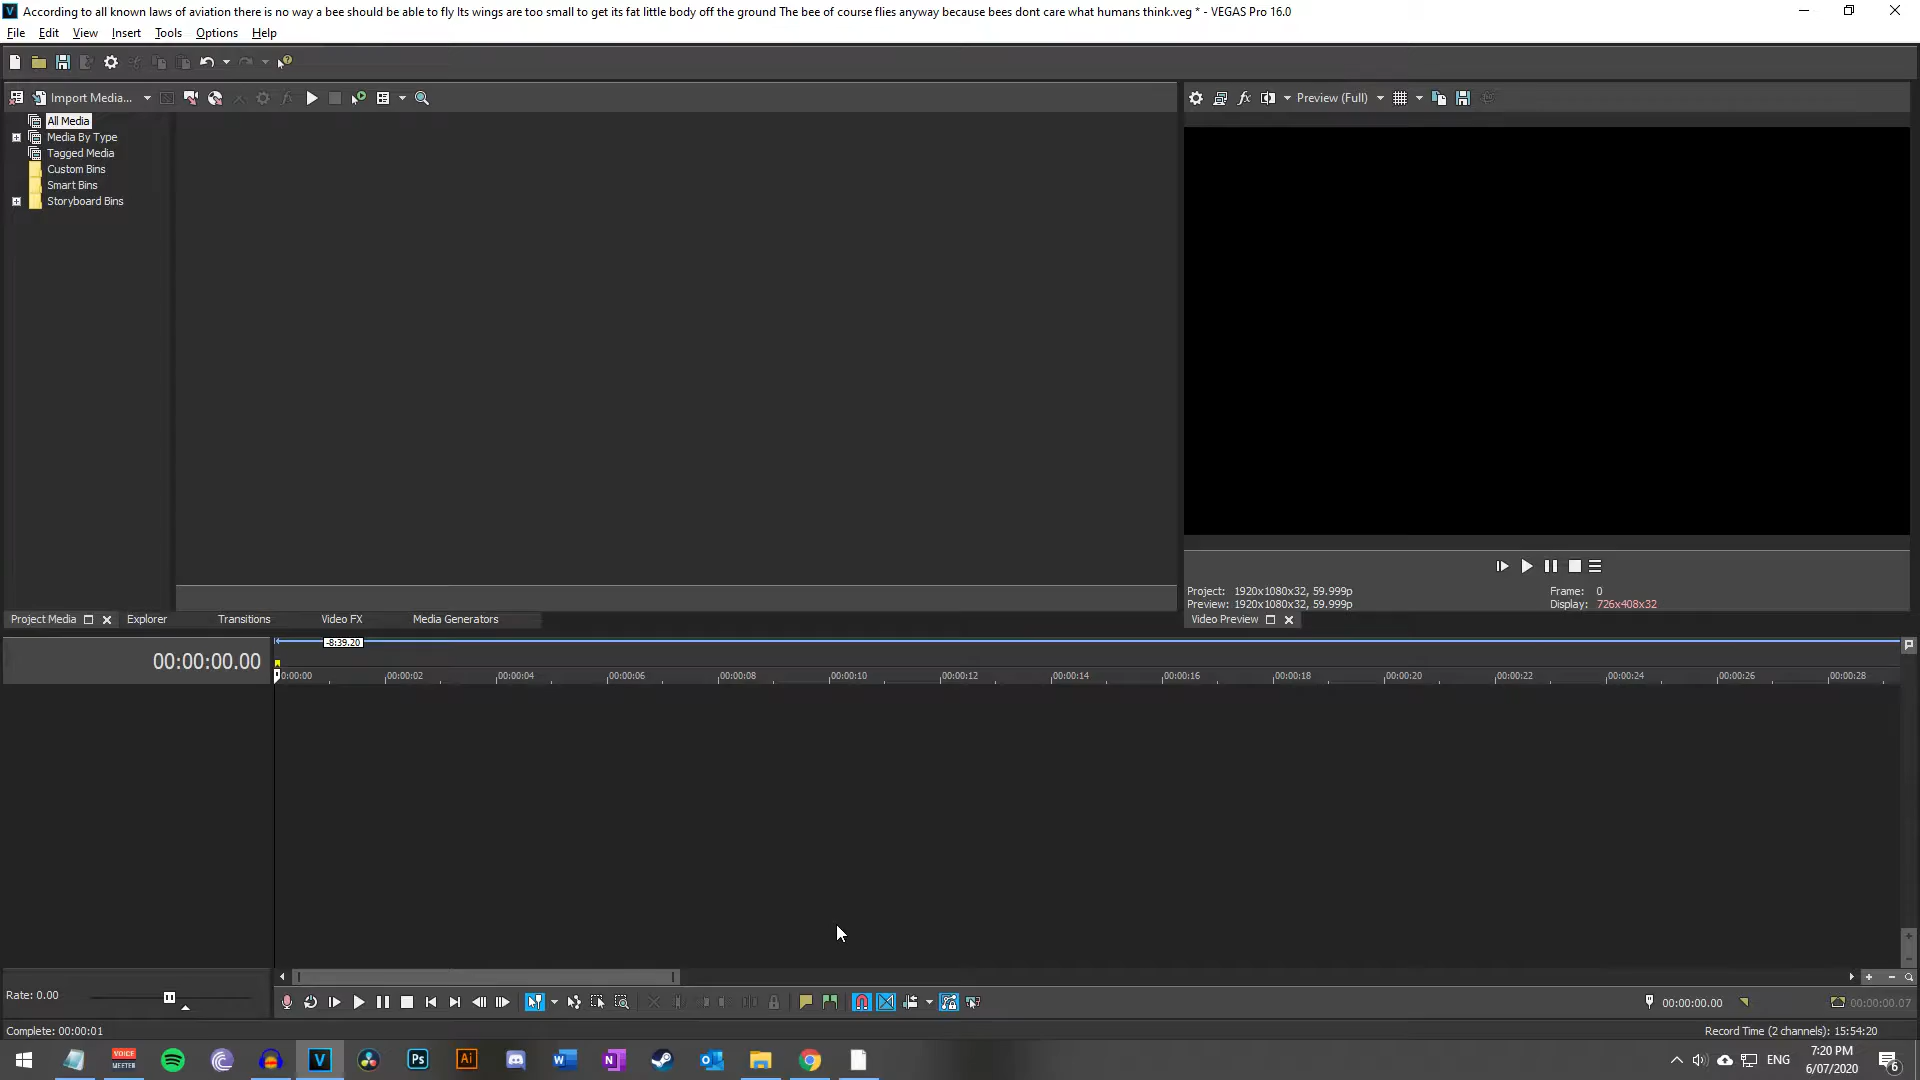 According to all known laws of aviation there is no way a bee should be able to fly Its wings are too small to get its fat little body off the ground The bee of course flies anyway because bees dont care what humans think.veg * - VEGAS Pro 16.0
File Edit View Insert Tools Options Help
Import Media...
Preview (Full)
All Media
Media By Type
Tagged Media
Custom Bins
Smart Bins
Storyboard Bins
Project: 1920x1080x32, 59.999p Frame: 0
Preview: 1920x1080x32, 59.999p Display: 726x408x32
Project Media Explorer Transitions Video FX Media Generators Video Preview
-8:39.20
00:00:00.00
0:00:00 00:00:02 00:00:04 00:00:06 00:00:08 00:00:10 00:00:12 00:00:14 00:00:16 00:00:18 00:00:20 00:00:22 00:00:24 00:00:26 00:00:28
Rate: 0.00
00:00:00.00 00:00:00.07
Complete: 00:00:01 Record Time (2 channels): 15:54:20
VOICE
MEETER
V Ps Ai W N
ENG
7:20 PM
6/07/2020
6